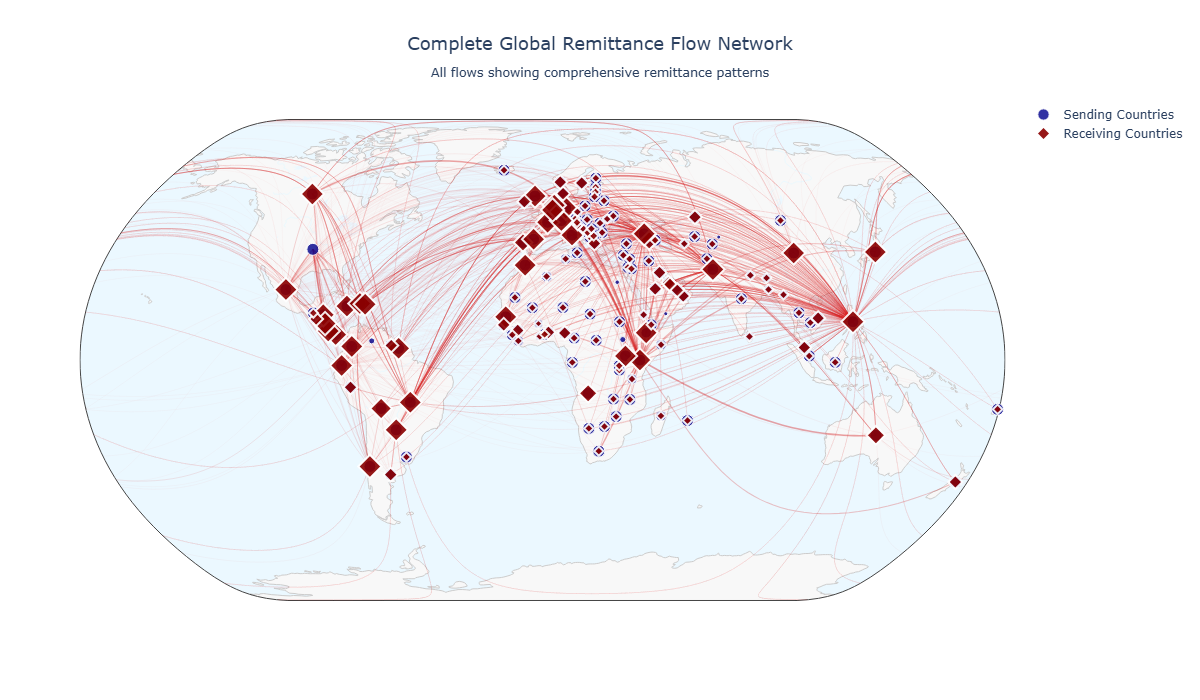 Complete Global Remittance Flow Network
All flows showing comprehensive remittance patterns
Sending Countries
Receiving Countries